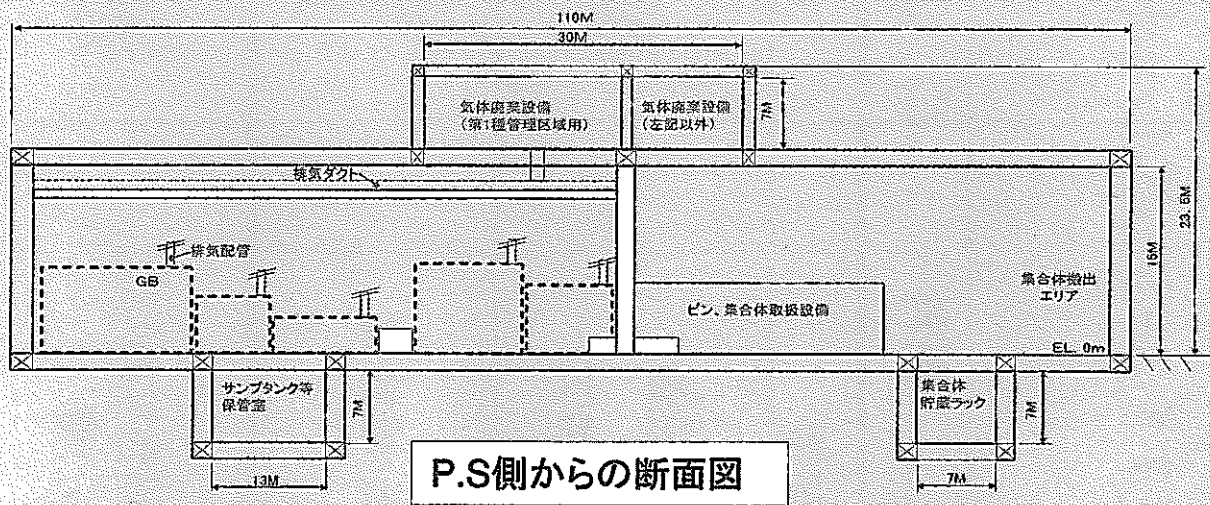 110M
30M
気体廃棄設備
(第1種管理区域用)
気体廃棄設備
(左記以外)
7M
排気ダクト
23.5M
15M
排気配管
GB
集合体搬出
エリア
ピン、集合体取扱設備
EL. 0m
サンプタンク等
保管室
7M
集合体
貯蔵ラック
7M
13M
7M
P.S側からの断面図